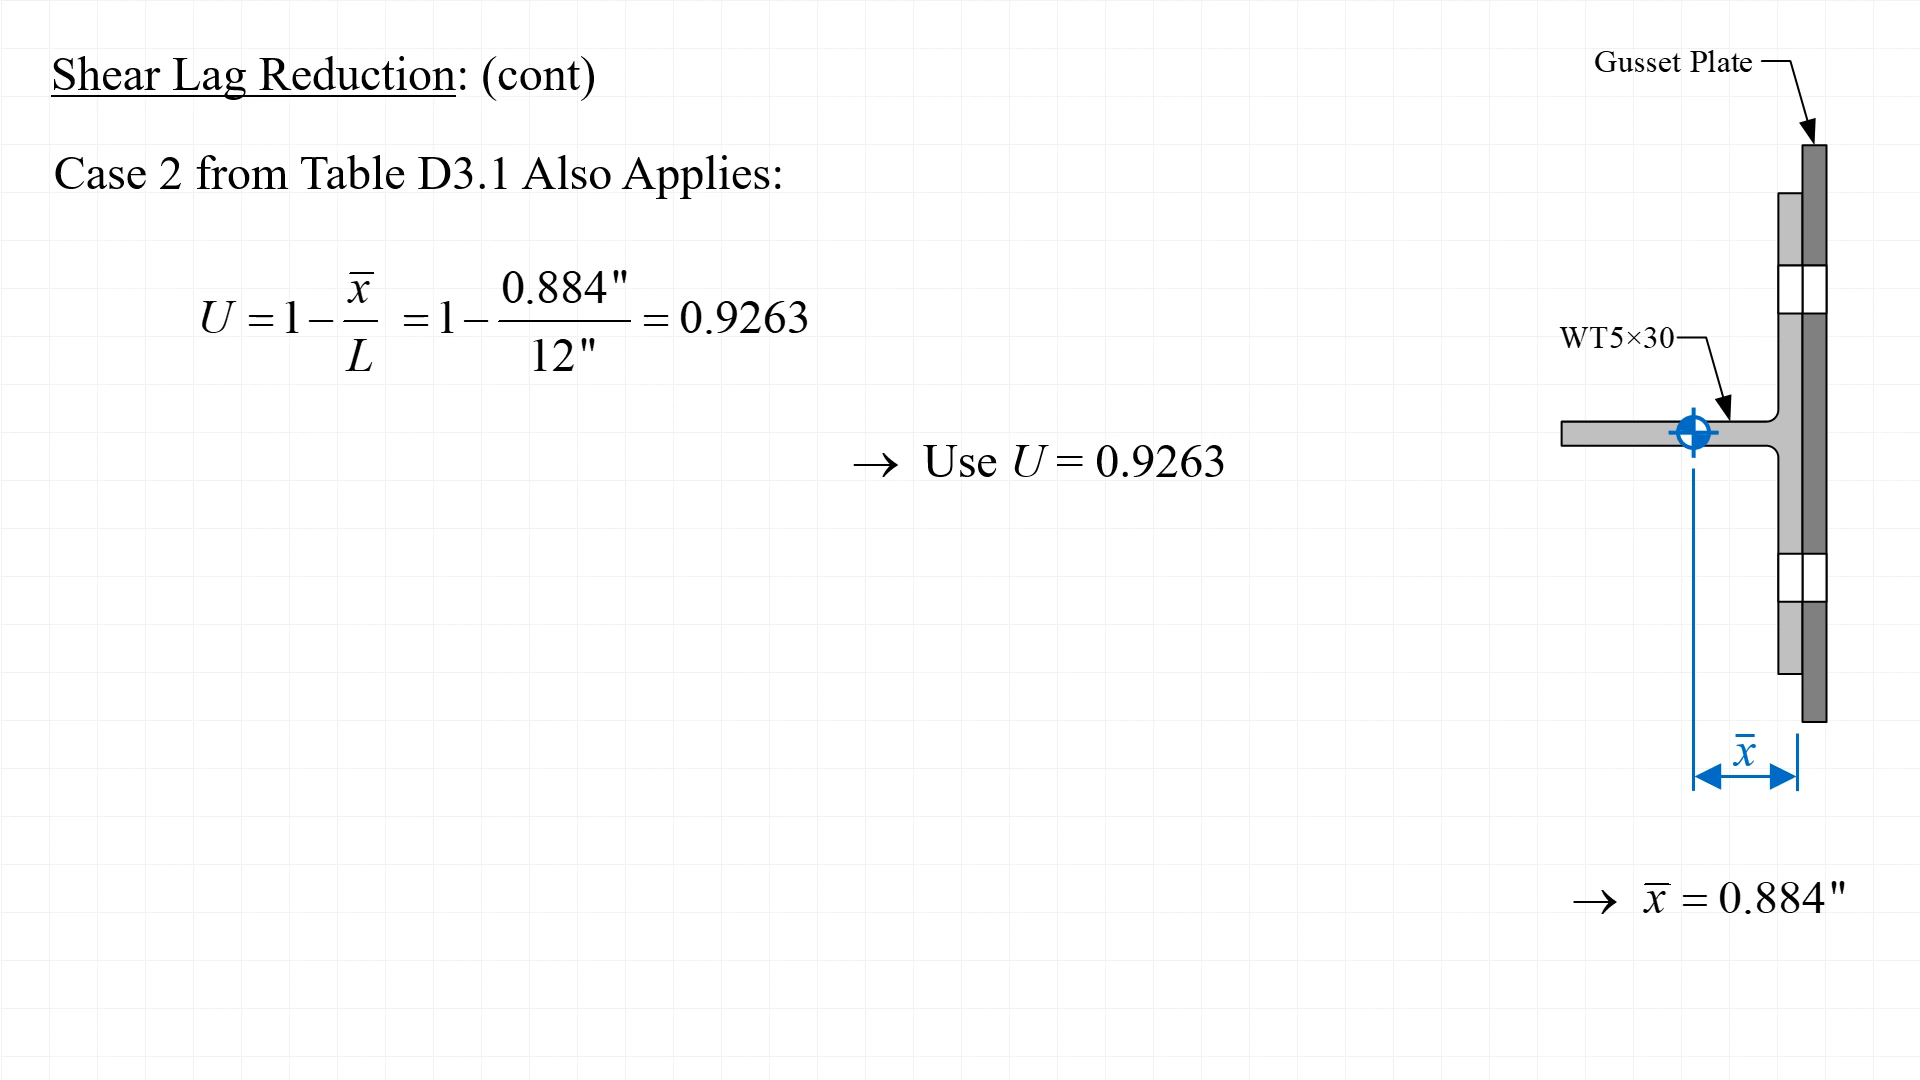 Shear Lag Reduction: (cont)
Case 2 from Table D3.1 Also Applies:
U = 1 − x̄/L = 1 − 0.884"/12" = 0.9263
→ Use U = 0.9263
Gusset Plate
WT5×30
x̄
→ x̄ = 0.884"